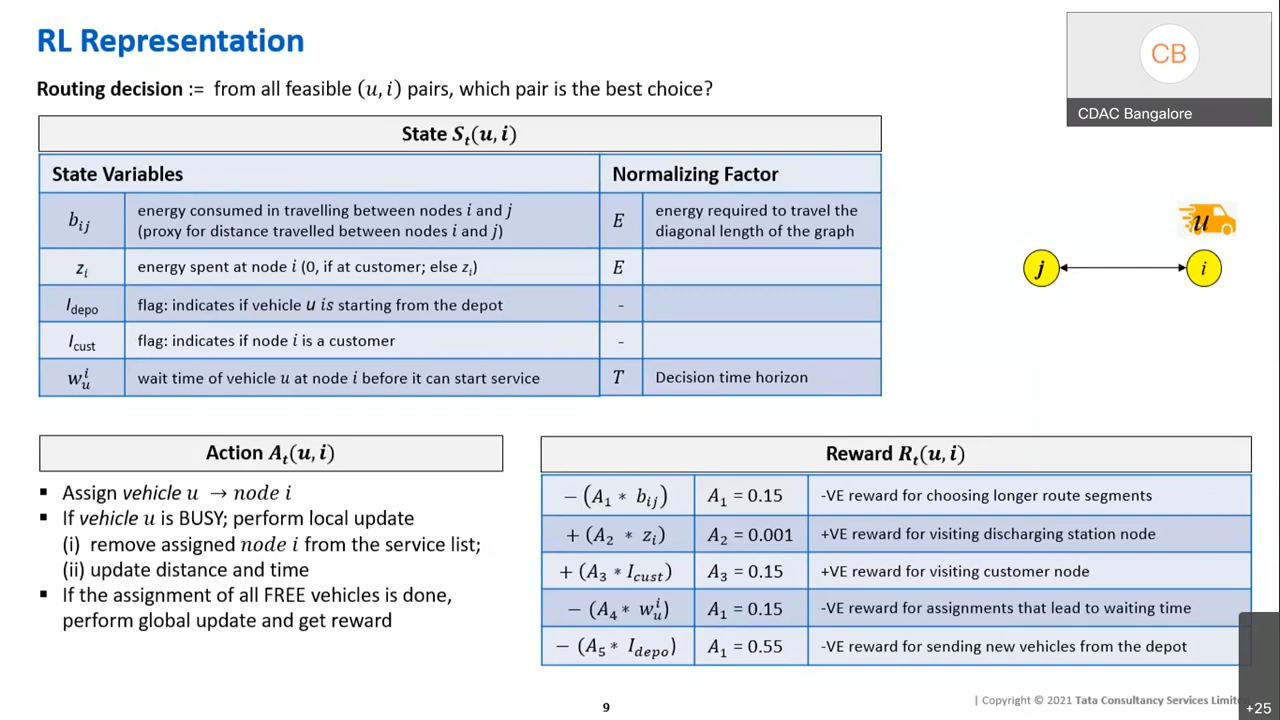 RL Representation
Routing decision := from all feasible (u, i) pairs, which pair is the best choice?
CB
CDAC Bangalore
State S_t(u, i)
State Variables Normalizing Factor
b_ij energy consumed in travelling between nodes i and j E energy required to travel the
(proxy for distance travelled between nodes i and j) diagonal length of the graph
z_i energy spent at node i (0, if at customer; else z_i) E
I_depo flag: indicates if vehicle u is starting from the depot -
I_cust flag: indicates if node i is a customer -
w_u^i wait time of vehicle u at node i before it can start service T Decision time horizon
u
j i
Action A_t(u, i)
▪ Assign vehicle u → node i
▪ If vehicle u is BUSY; perform local update
(i) remove assigned node i from the service list;
(ii) update distance and time
▪ If the assignment of all FREE vehicles is done,
perform global update and get reward
Reward R_t(u, i)
− (A_1 * b_ij) A_1 = 0.15 -VE reward for choosing longer route segments
+ (A_2 * z_i) A_2 = 0.001 +VE reward for visiting discharging station node
+ (A_3 * I_cust) A_3 = 0.15 +VE reward for visiting customer node
− (A_4 * w_u^i) A_1 = 0.15 -VE reward for assignments that lead to waiting time
− (A_5 * I_depo) A_1 = 0.55 -VE reward for sending new vehicles from the depot
9
| Copyright © 2021 Tata Consultancy Services Limite
+25